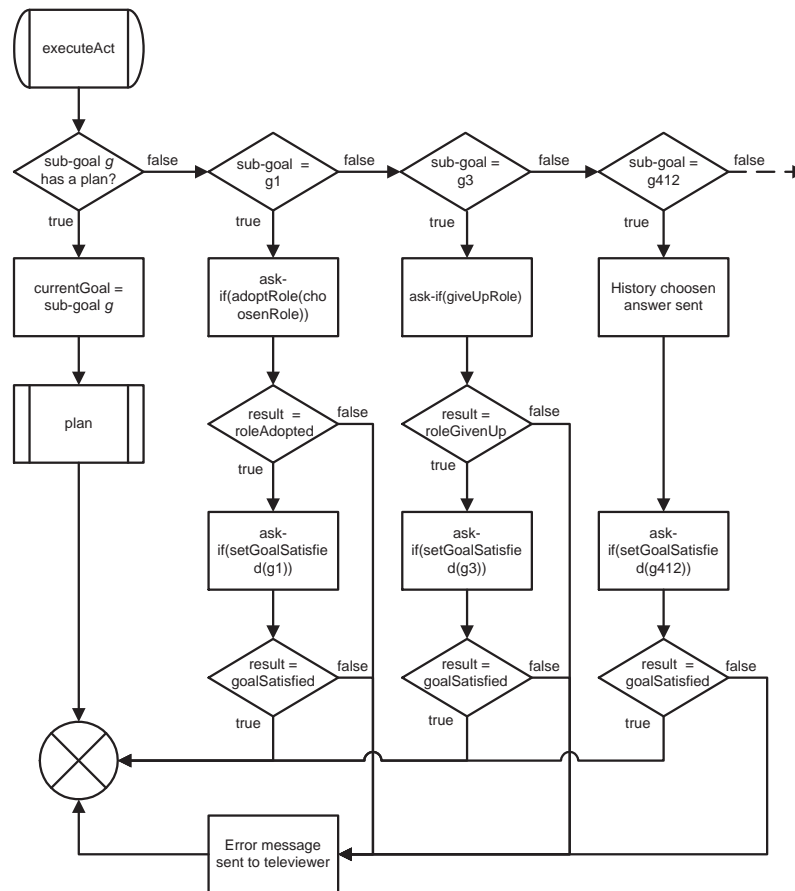 executeAct
sub-goal g
has a plan?
false
sub-goal =
g1
false
sub-goal =
g3
false
sub-goal =
g412
false
true
true
true
true
currentGoal =
sub-goal g
ask-
if(adoptRole(cho
osenRole))
ask-if(giveUpRole)
History choosen
answer sent
plan
result =
roleAdopted
false
result =
roleGivenUp
false
true
true
ask-
if(setGoalSatisfie
d(g1))
ask-
if(setGoalSatisfie
d(g3))
ask-
if(setGoalSatisfie
d(g412))
result =
goalSatisfied
false
result =
goalSatisfied
false
result =
goalSatisfied
false
true
true
true
Error message
sent to televiewer